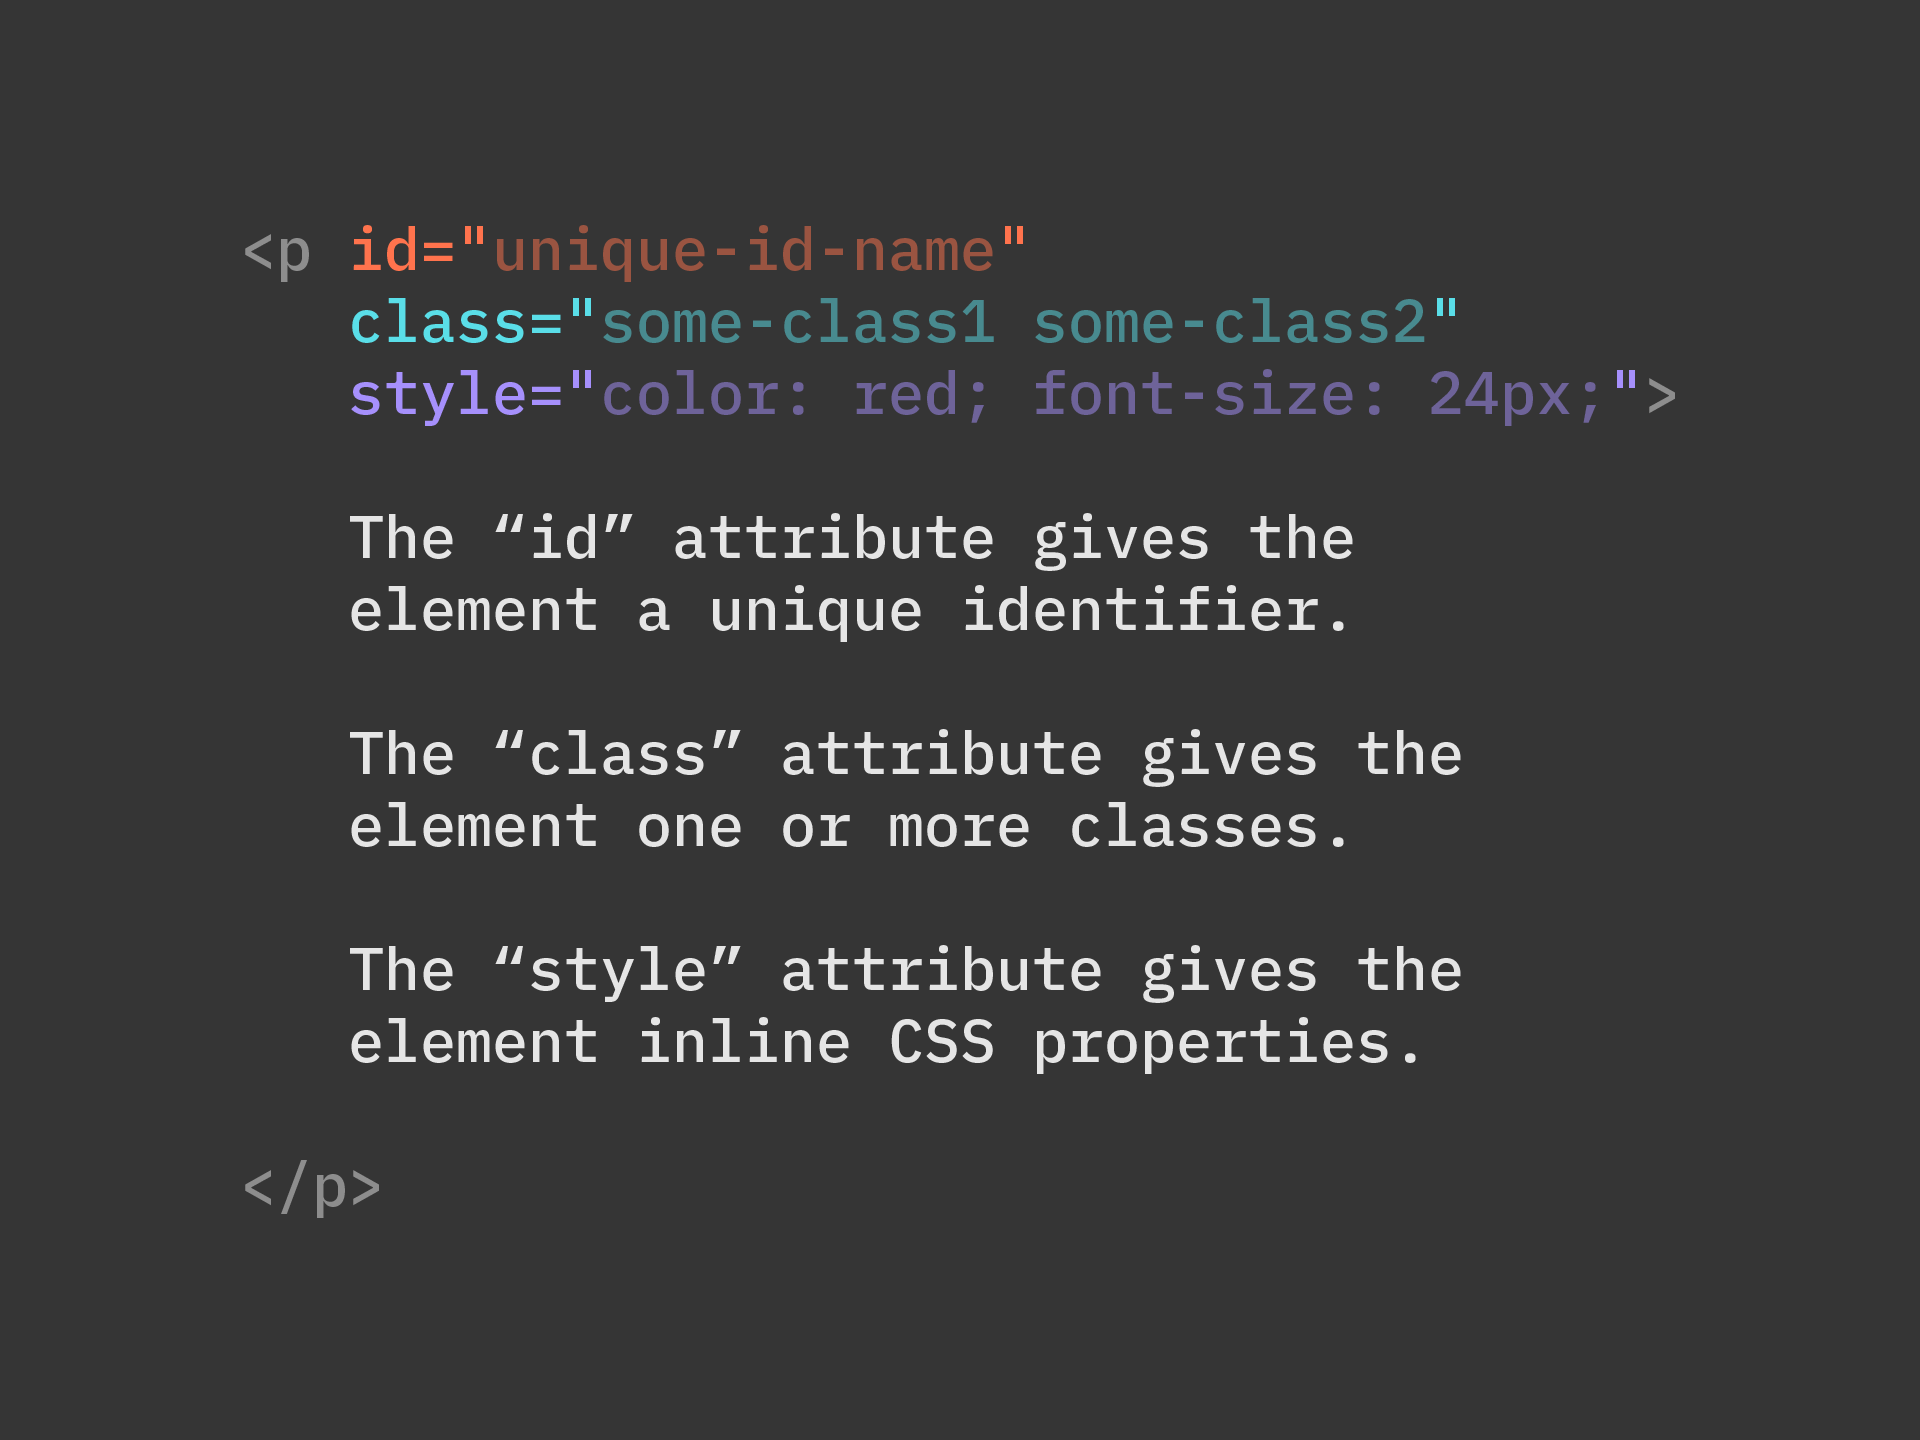 <p id="unique-id-name"
class="some-class1 some-class2"
style="color: red; font-size: 24px;">
The “id” attribute gives the
element a unique identifier.
The “class” attribute gives the
element one or more classes.
The “style” attribute gives the
element inline CSS properties.
</p>